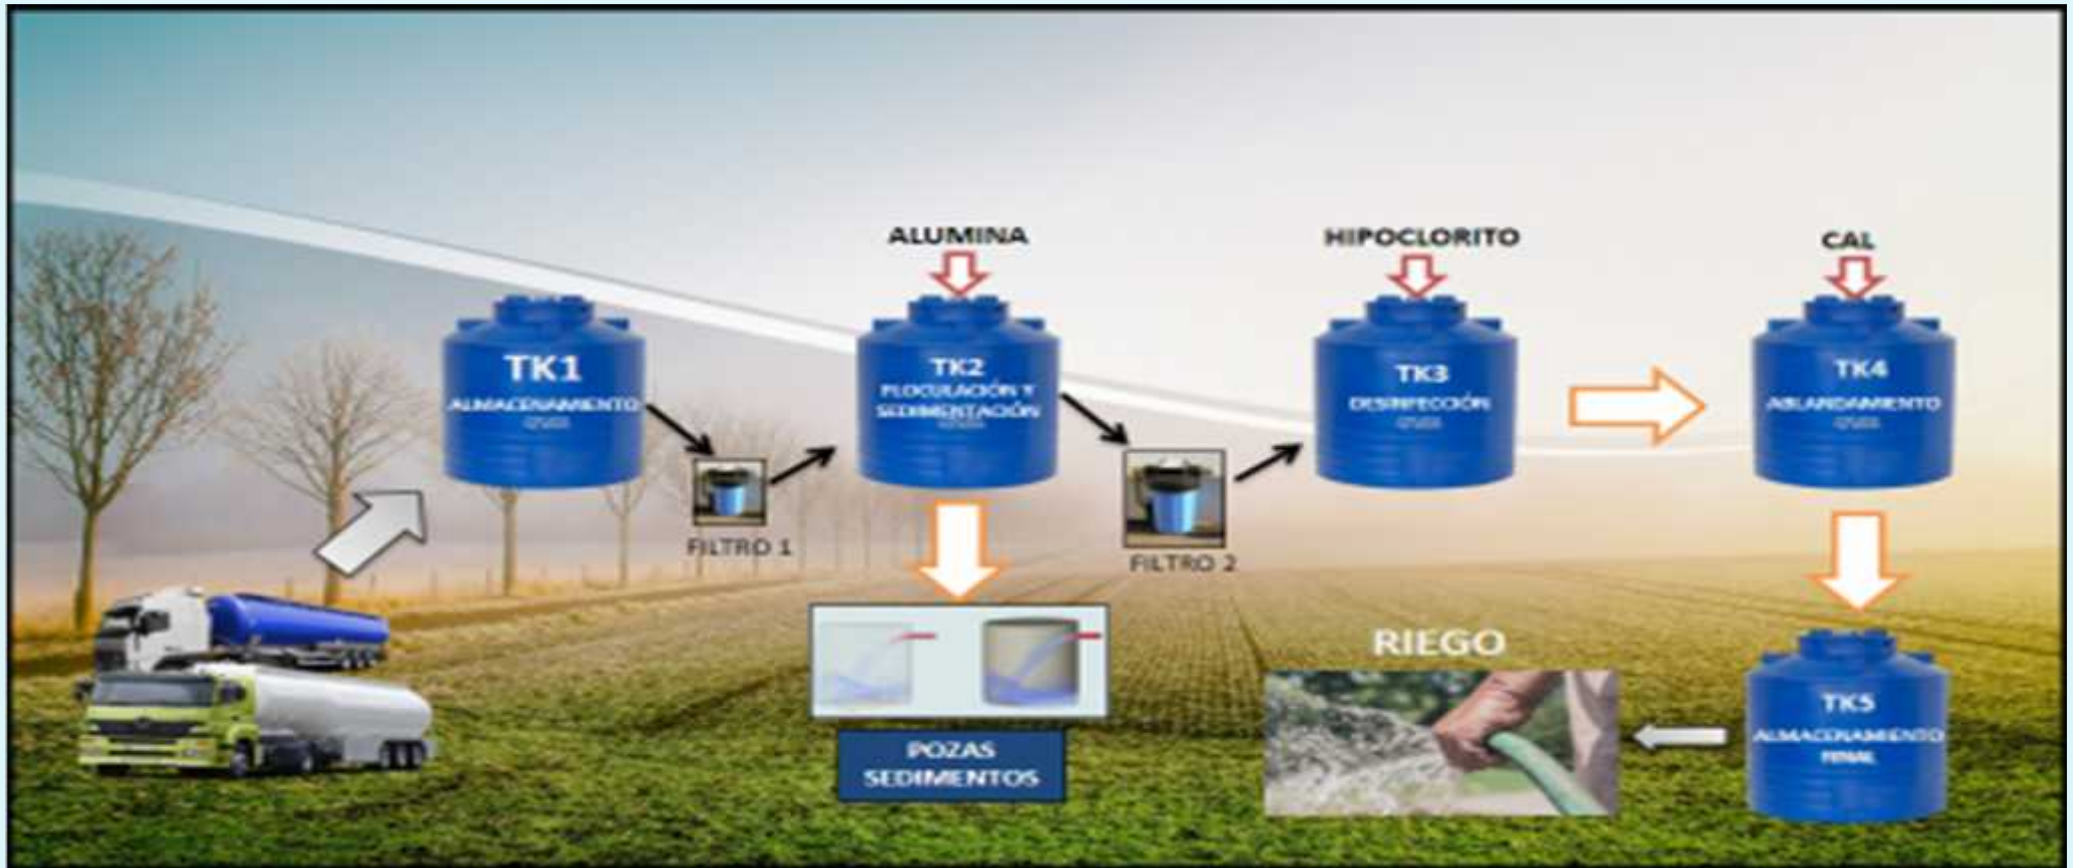 ALUMINA
HIPOCLORITO
CAL
TK1
ALMACENAMIENTO
TK2
FLOCULACIÓN Y
SEDIMENTACIÓN
TK3
DESINFECCIÓN
TK4
ABLANDAMIENTO
FILTRO 1
FILTRO 2
POZAS
SEDIMENTOS
RIEGO
TK5
ALMACENAMIENTO
FINAL